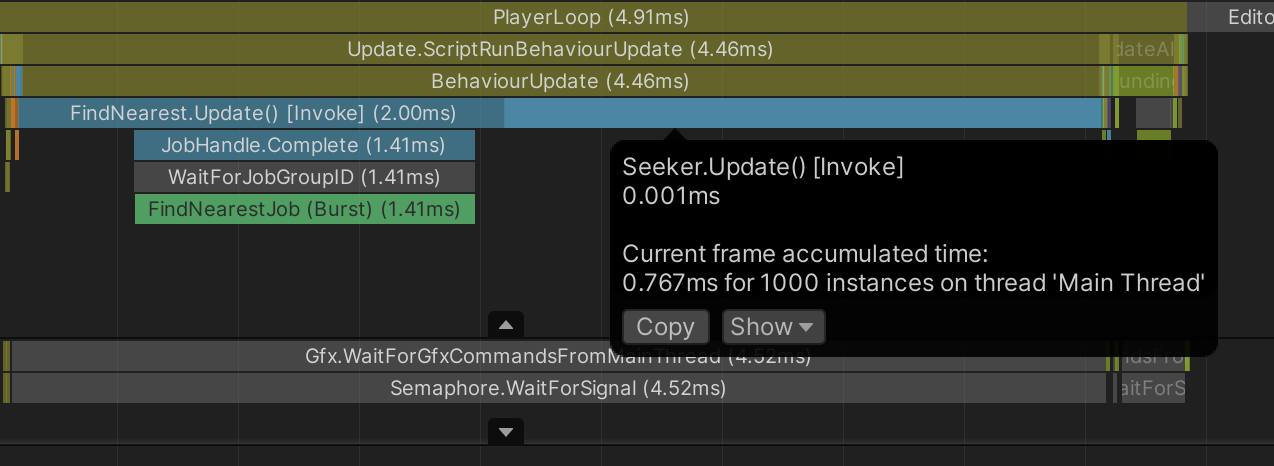 PlayerLoop (4.91ms)
Edito
Update.ScriptRunBehaviourUpdate (4.46ms)
dateAl
BehaviourUpdate (4.46ms)
unding
FindNearest.Update() [Invoke] (2.00ms)
JobHandle.Complete (1.41ms)
WaitForJobGroupID (1.41ms)
FindNearestJob (Burst) (1.41ms)
Seeker.Update() [Invoke]
0.001ms
Current frame accumulated time:
0.767ms for 1000 instances on thread 'Main Thread'
Copy
Show
Gfx.WaitForGfxCommandsFromMainThread (4.52ms)
Semaphore.WaitForSignal (4.52ms)
aitForS